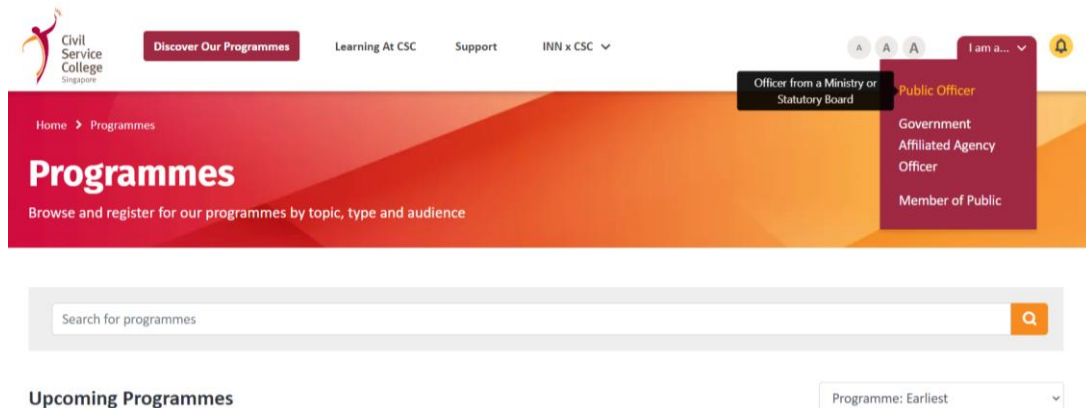 Civil
Service
College
Singapore
Discover Our Programmes
Learning At CSC
Support
INN x CSC
A A A
I am a...
Officer from a Ministry or
Statutory Board
Public Officer
Government
Affiliated Agency
Officer
Member of Public
Home > Programmes
Programmes
Browse and register for our programmes by topic, type and audience
Search for programmes
Upcoming Programmes
Programme: Earliest